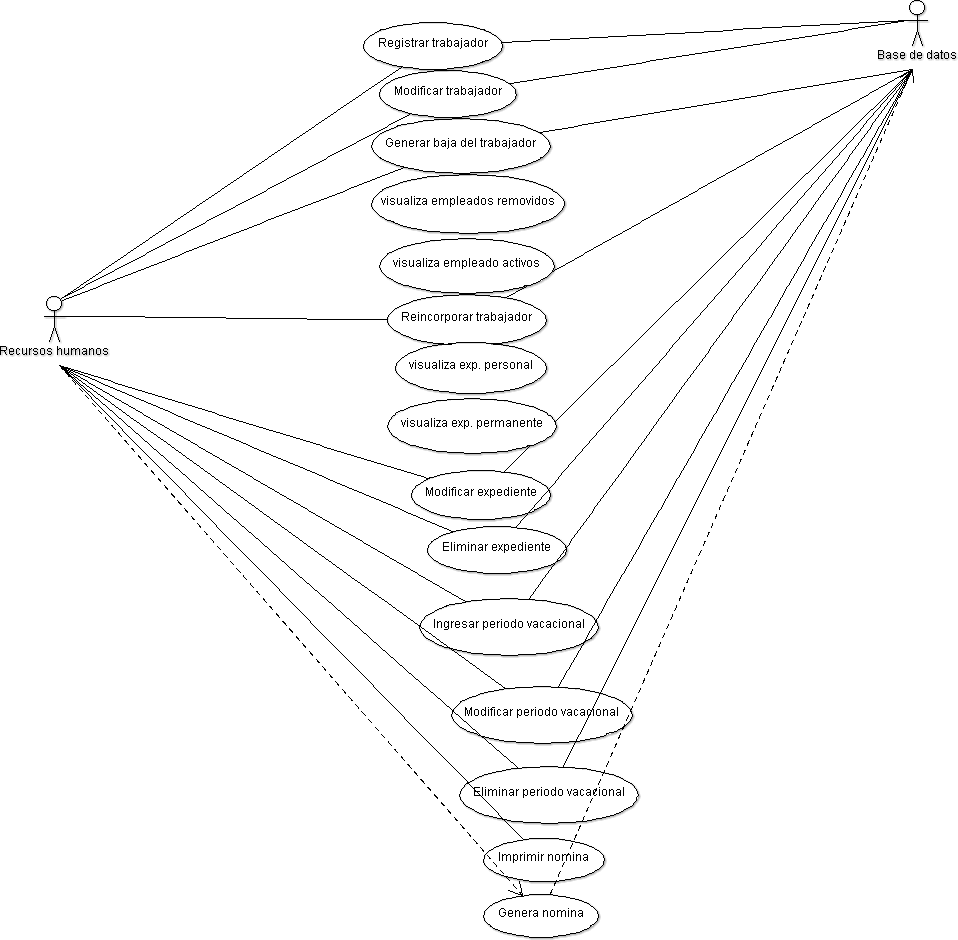 Registrar trabajador
Base de datos
Modificar trabajador
Generar baja del trabajador
visualiza empleados removidos
visualiza empleado activos
Reincorporar trabajador
Recursos humanos
visualiza exp. personal
visualiza exp. permanente
Modificar expediente
Eliminar expediente
Ingresar periodo vacacional
Modificar periodo vacacional
Eliminar periodo vacacional
Imprimir nomina
Genera nomina